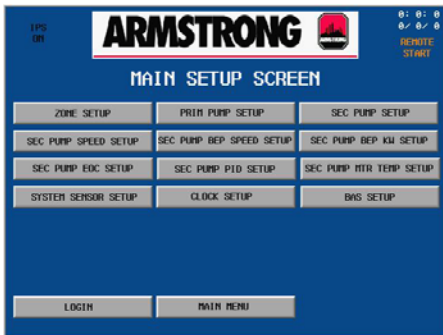 IPS
ON
ARMSTRONG
ARMSTRONG
0: 0: 0
0/ 0/ 0
REMOTE
START
MAIN SETUP SCREEN
ZONE SETUP
PRIM PUMP SETUP
SEC PUMP SETUP
SEC PUMP SPEED SETUP
SEC PUMP BEP SPEED SETUP
SEC PUMP BEP KW SETUP
SEC PUMP EOC SETUP
SEC PUMP PID SETUP
SEC PUMP MTR TEMP SETUP
SYSTEM SENSOR SETUP
CLOCK SETUP
BAS SETUP
LOGIN
MAIN MENU